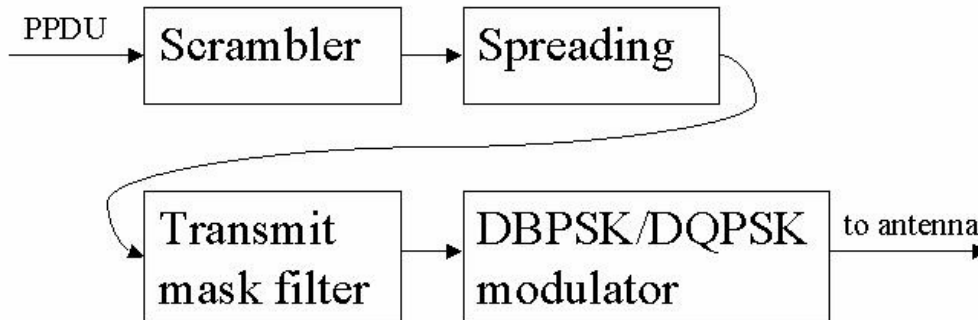 PPDU
Scrambler
Spreading
Transmit
mask filter
DBPSK/DQPSK
modulator
to antenna